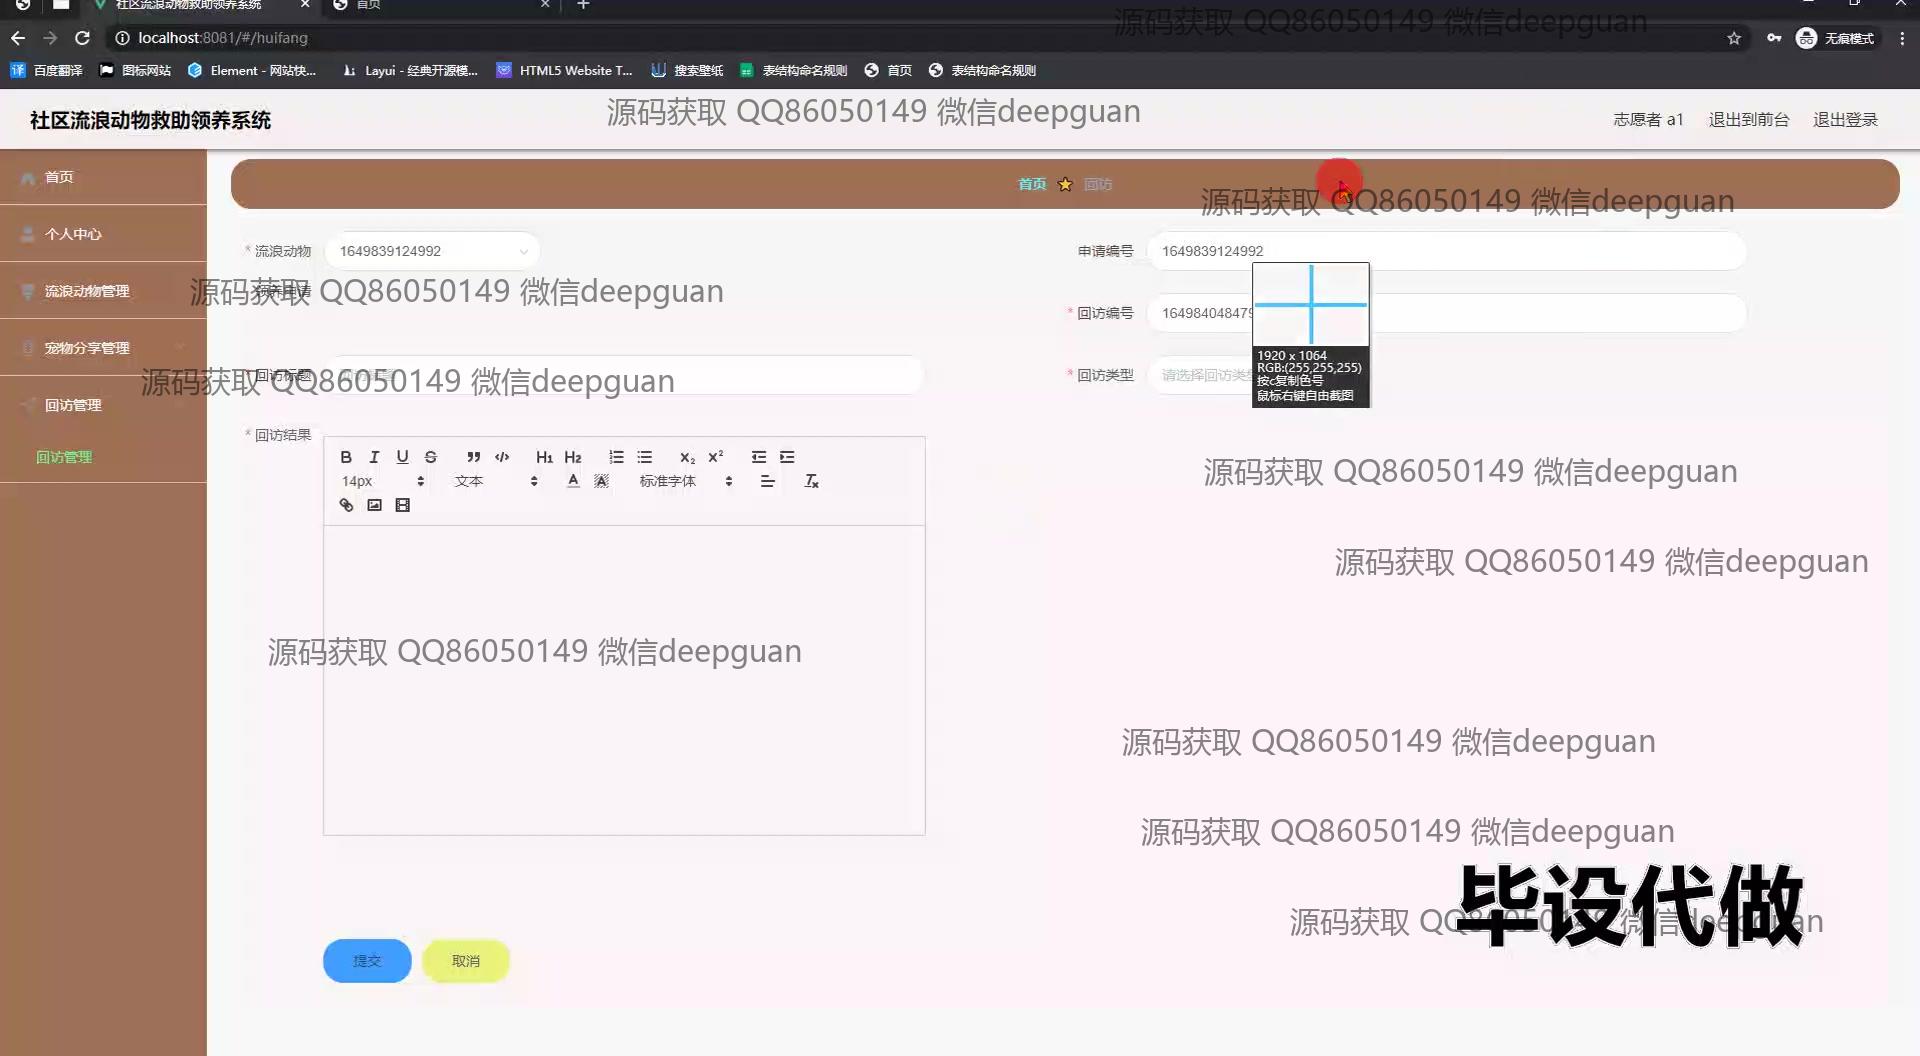 社区流浪动物救助领养系统
首页
源码获取 QQ86050149 微信deepguan
localhost:8081/#/huifang
无痕模式
百度翻译
图标网站
Element - 网站快...
Layui - 经典开源模...
HTML5 Website T...
搜索壁纸
表结构命名规则
首页
表结构命名规则
社区流浪动物救助领养系统
源码获取 QQ86050149 微信deepguan
志愿者 a1
退出到前台
退出登录
首页
个人中心
流浪动物管理
宠物分享管理
回访管理
回访管理
首页
回访
源码获取 QQ86050149 微信deepguan
* 流浪动物
1649839124992
申请编号
1649839124992
源码获取 QQ86050149 微信deepguan
* 回访编号
16498404847
1920 x 1064
RGB:(255,255,255)
按c复制色号
鼠标右键自由截图
* 回访标题
源码获取 QQ86050149 微信deepguan
* 回访类型
请选择回访类
* 回访结果
B I U S
H1 H2
14px
文本
标准字体
源码获取 QQ86050149 微信deepguan
源码获取 QQ86050149 微信deepguan
源码获取 QQ86050149 微信deepguan
源码获取 QQ86050149 微信deepguan
源码获取 QQ86050149 微信deepguan
源码获取 QQ86050149 微信deepguan
毕设代做
提交
取消